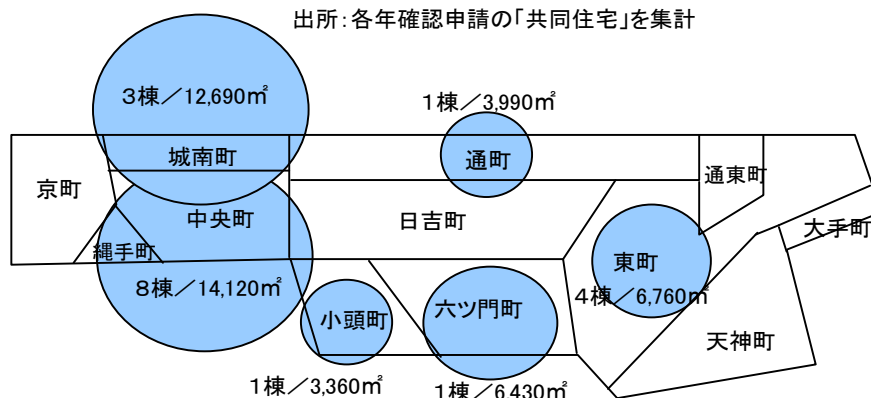 出所：各年確認申請の「共同住宅」を集計
3棟／12,690㎡
1棟／3,990㎡
城南町
通町
通東町
京町
中央町
日吉町
大手町
縄手町
東町
8棟／14,120㎡
4棟／6,760㎡
小頭町
六ツ門町
天神町
1棟／3,360㎡
1棟／6,430㎡